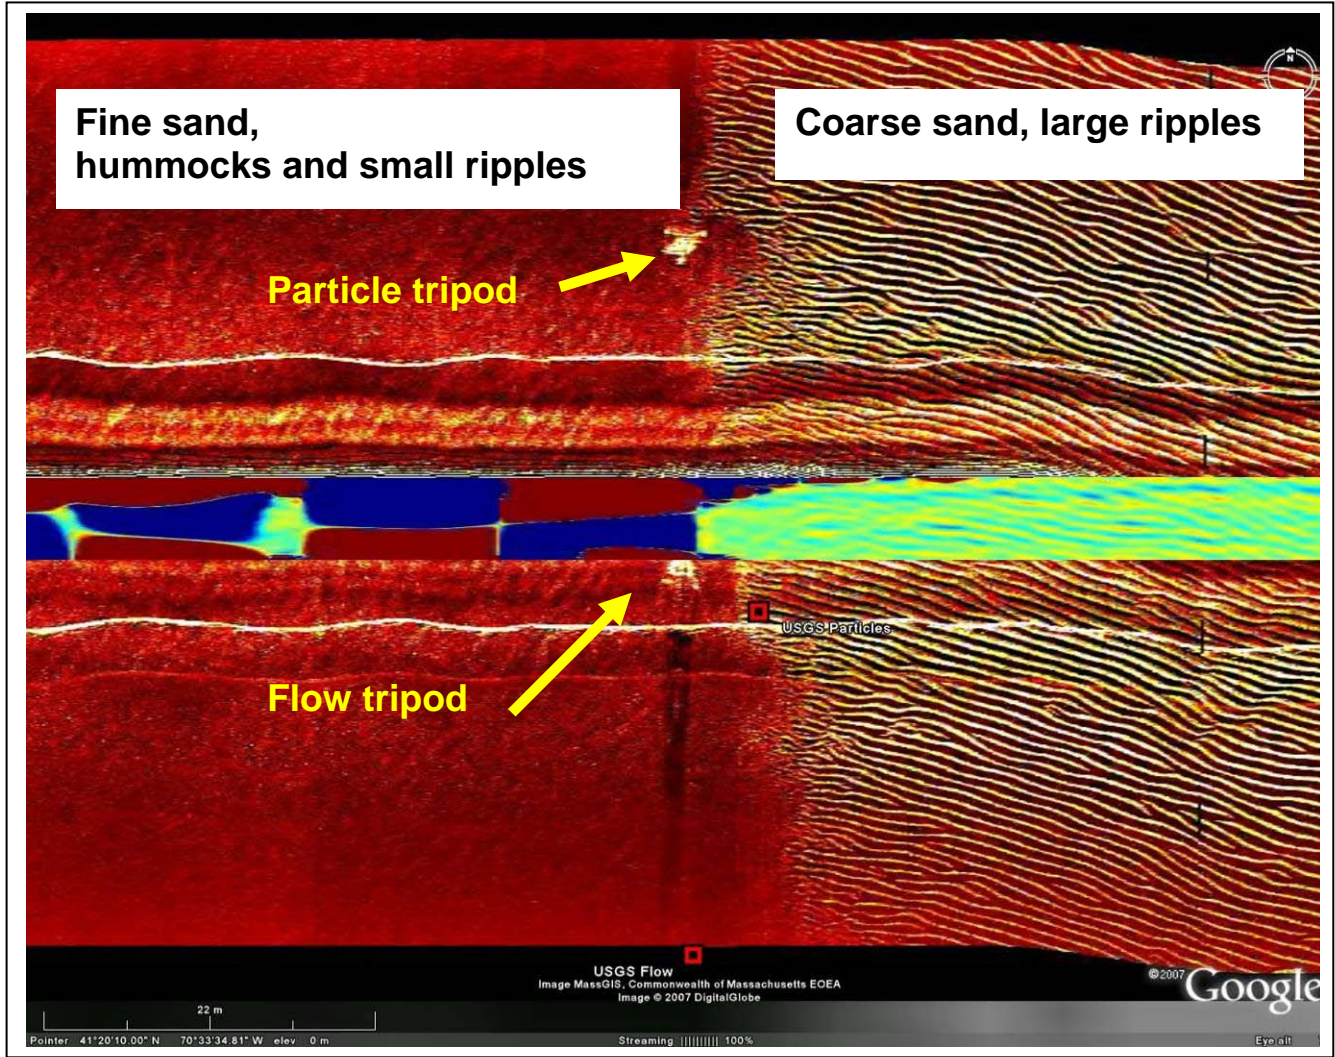 Fine sand,
hummocks and small ripples
Coarse sand, large ripples
N
Particle tripod
USGS Particles
Flow tripod
USGS Flow
Image MassGIS, Commonwealth of Massachusetts EOEA
Image © 2007 DigitalGlobe
©2007 Google
22 m
Pointer 41°20'10.00" N 70°33'34.81" W elev 0 m
Streaming |||||||||| 100%
Eye alt